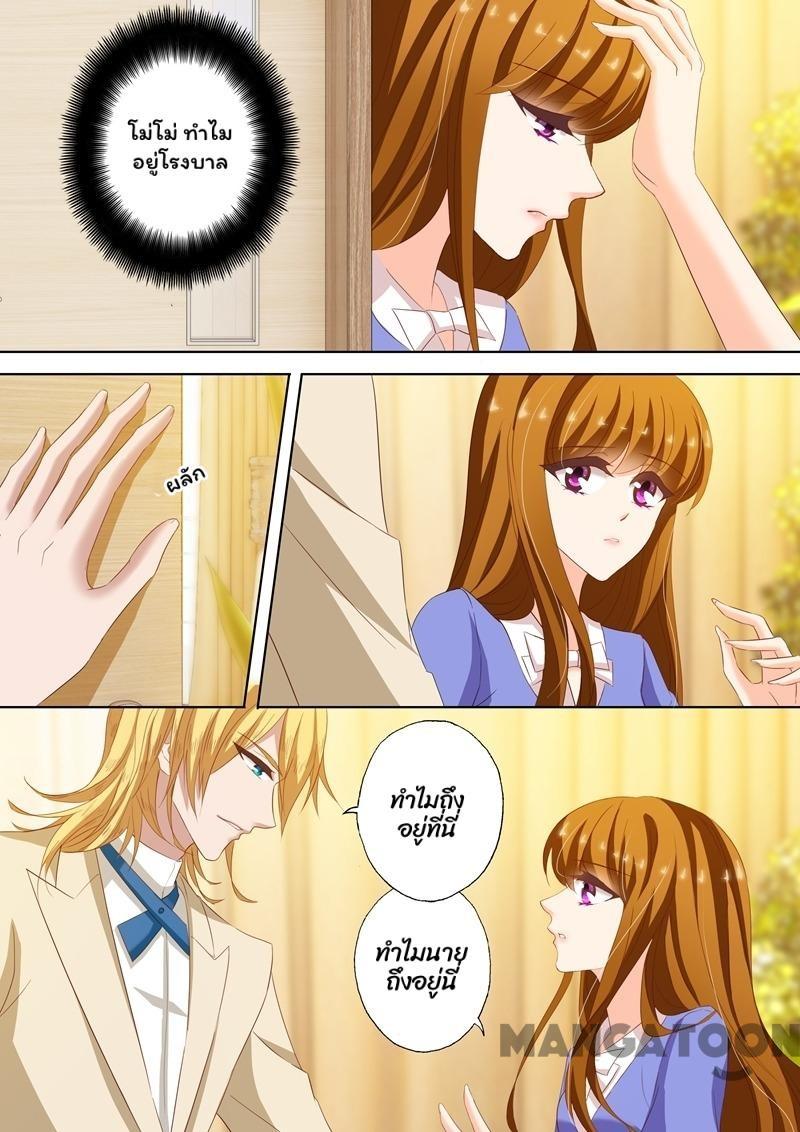 โม่โม่ ทำไม
อยู่โรงบาล
ผลัก
ทำไมถึง
อยู่ที่นี่
ทำไมนาย
ถึงอยู่นี่
MANGATOON